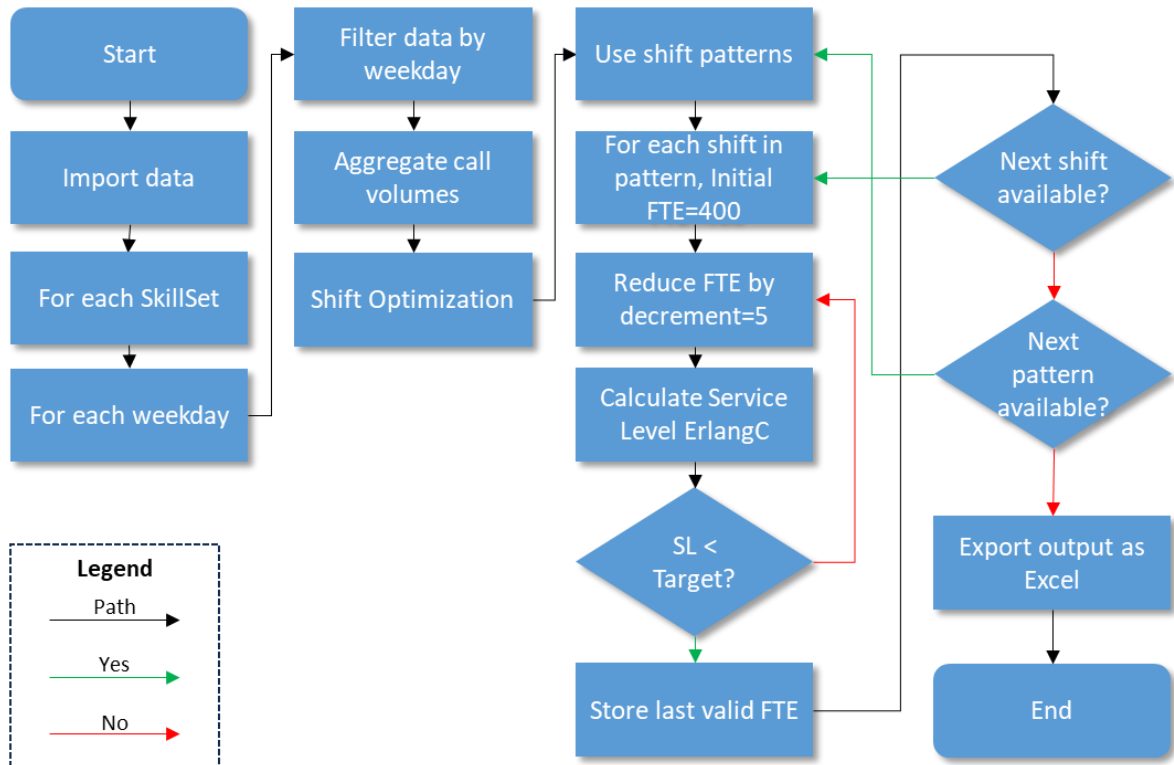 Start
Import data
For each SkillSet
For each weekday
Filter data by
weekday
Aggregate call
volumes
Shift Optimization
Use shift patterns
For each shift in
pattern, Initial
FTE=400
Reduce FTE by
decrement=5
Calculate Service
Level ErlangC
SL <
Target?
Store last valid FTE
Next shift
available?
Next
pattern
available?
Export output as
Excel
End
Legend
Path
Yes
No